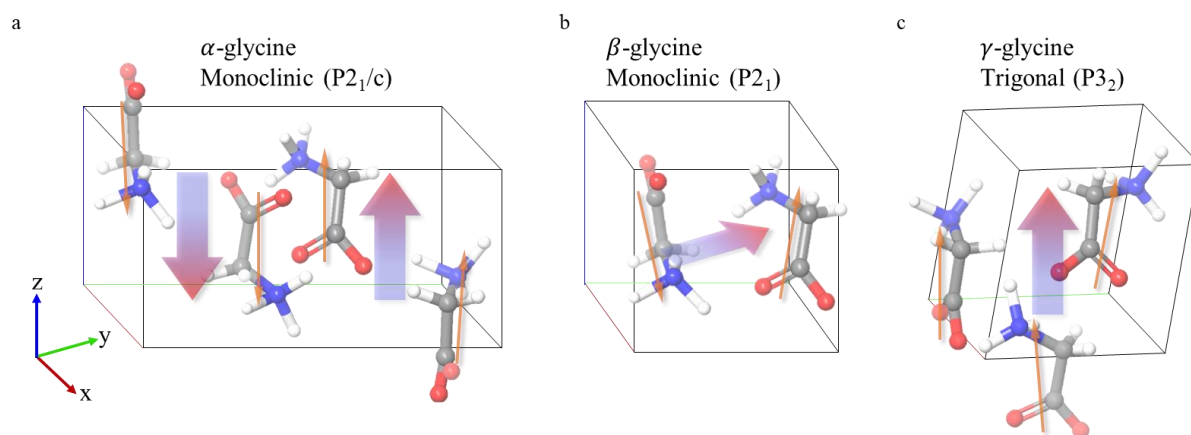 a
α-glycine
Monoclinic (P2₁/c)
b
β-glycine
Monoclinic (P2₁)
c
γ-glycine
Trigonal (P3₂)
z
y
x